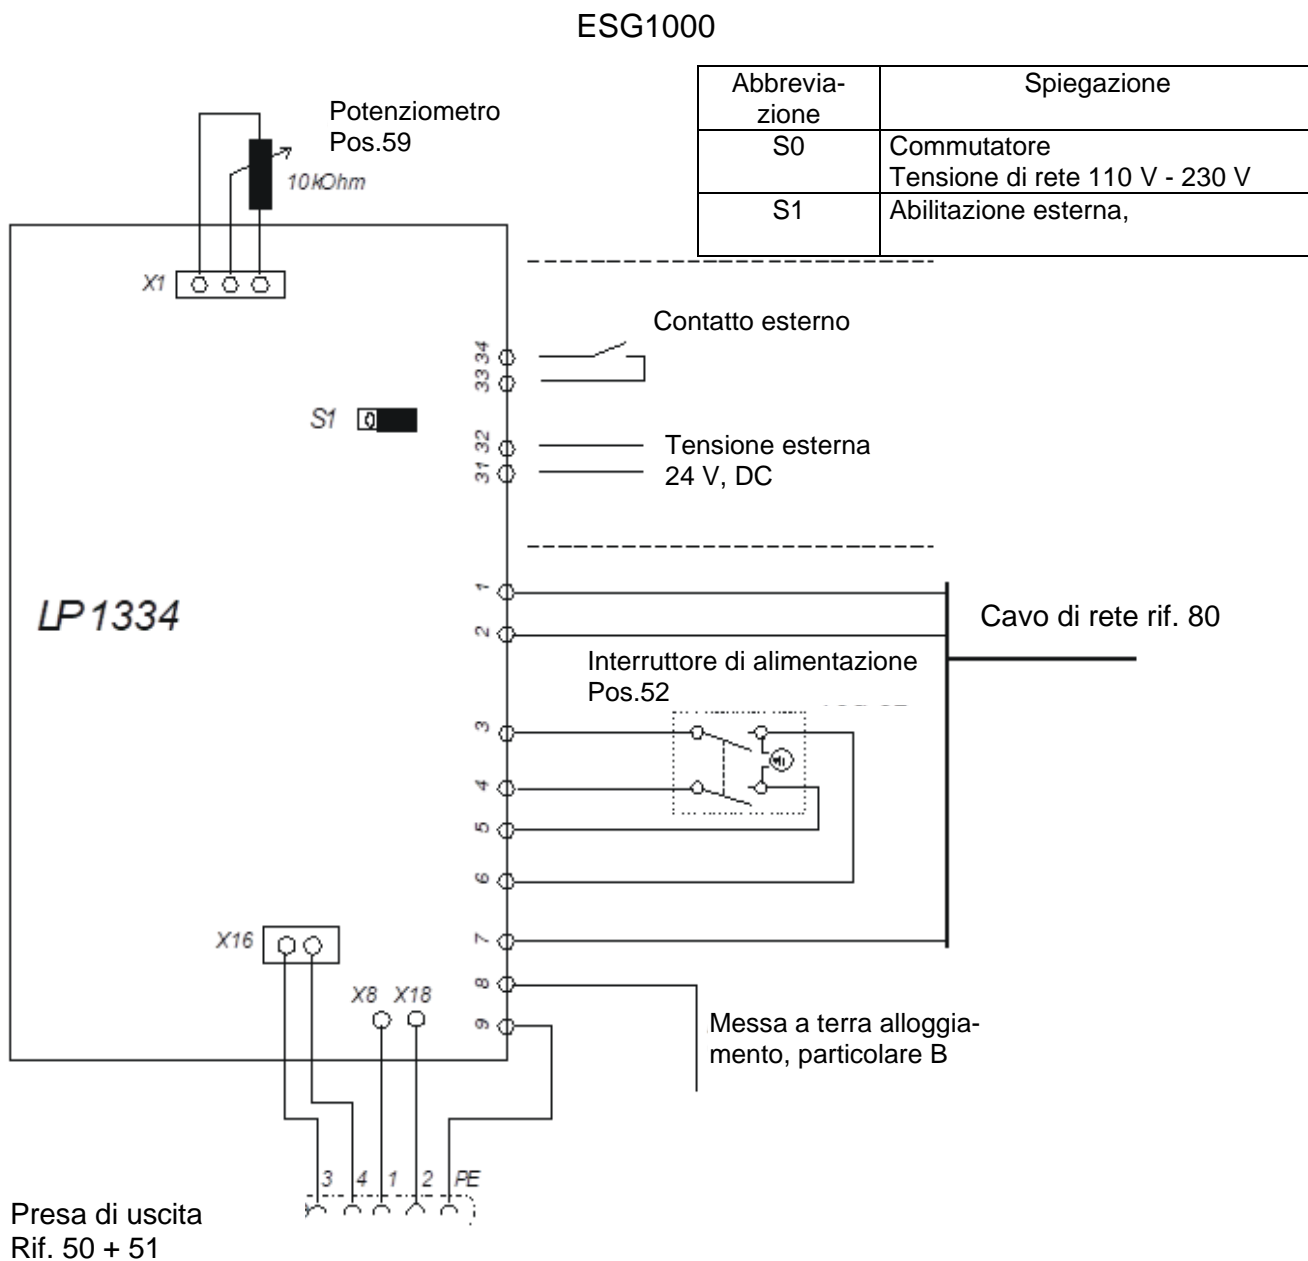 ESG1000
Abbrevia-
zione
Spiegazione
S0
Commutatore
Tensione di rete 110 V - 230 V
S1
Abilitazione esterna,
Potenziometro
Pos.59
10kOhm
X1
Contatto esterno
34
33
S1
0
32
31
Tensione esterna
24 V, DC
LP1334
1
2
Cavo di rete rif. 80
Interruttore di alimentazione
Pos.52
3
4
5
6
7
8
9
X16
X8
X18
Messa a terra alloggia-
mento, particolare B
3
4
1
2
PE
Presa di uscita
Rif. 50 + 51